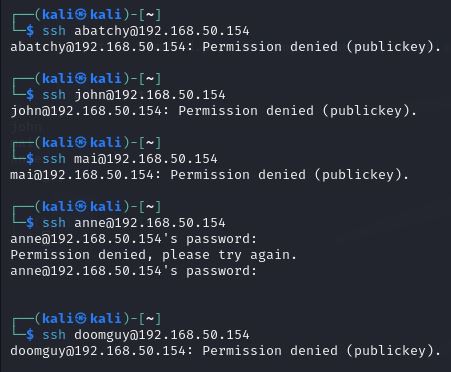 ┌──(kali㉿kali)-[~]
└─$ ssh abatchy@192.168.50.154
abatchy@192.168.50.154: Permission denied (publickey).
┌──(kali㉿kali)-[~]
└─$ ssh john@192.168.50.154
john@192.168.50.154: Permission denied (publickey).
john
┌──(kali㉿kali)-[~]
└─$ ssh mai@192.168.50.154
mai@192.168.50.154: Permission denied (publickey).
┌──(kali㉿kali)-[~]
└─$ ssh anne@192.168.50.154
anne@192.168.50.154's password:
Permission denied, please try again.
anne@192.168.50.154's password:
┌──(kali㉿kali)-[~]
└─$ ssh doomguy@192.168.50.154
doomguy@192.168.50.154: Permission denied (publickey).